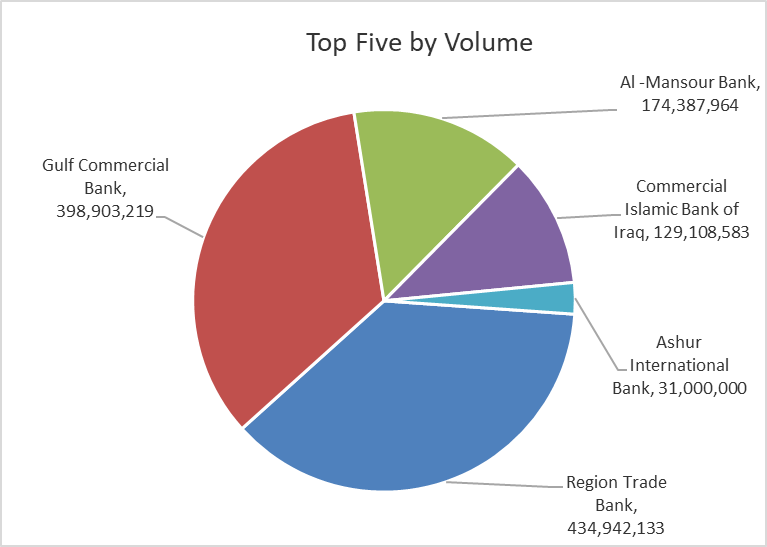 Top Five by Volume
Al -Mansour Bank,
174,387,964
Gulf Commercial
Bank,
398,903,219
Commercial
Islamic Bank of
Iraq, 129,108,583
Ashur
International
Bank, 31,000,000
Region Trade
Bank,
434,942,133